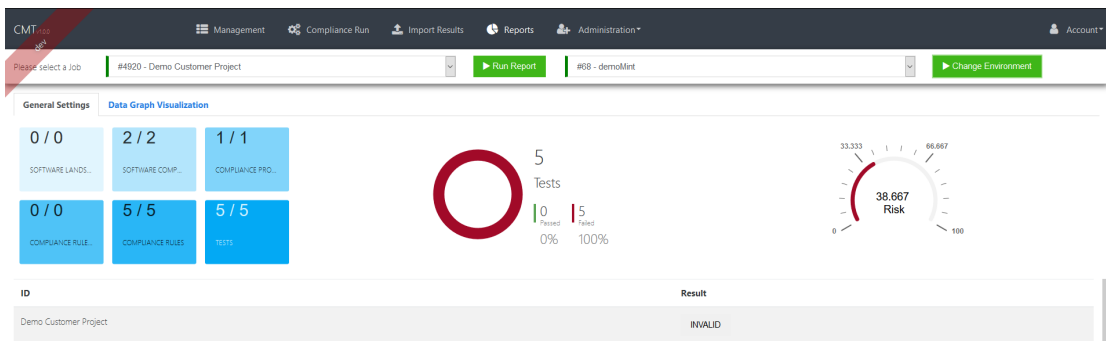 CMT v1.2.0
dev
Management
Compliance Run
Import Results
Reports
Administration
Account
Please select a Job
#4920 - Demo Customer Project
Run Report
#68 - demoMint
Change Environment
General Settings
Data Graph Visualization
0 / 0
SOFTWARE LANDS...
2 / 2
SOFTWARE COMP...
1 / 1
COMPLIANCE PRO...
0 / 0
COMPLIANCE RULE...
5 / 5
COMPLIANCE RULES
5 / 5
TESTS
5
Tests
0
Passed
0%
5
Failed
100%
33.333
66.667
38.667
Risk
0
100
ID
Result
Demo Customer Project
INVALID